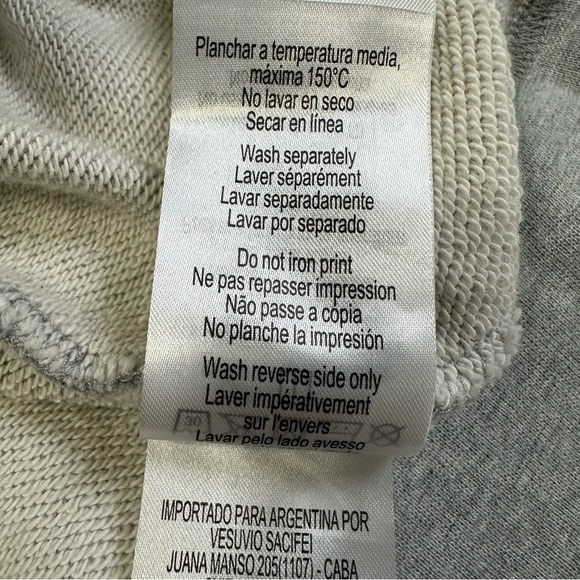 Planchar a temperatura media,
máxima 150°C
No lavar en seco
Secar en línea
Wash separately
Laver séparément
Lavar separadamente
Lavar por separado
Do not iron print
Ne pas repasser impression
Não passe a cópia
No planche la impresión
Wash reverse side only
Laver impérativement
sur l'envers
30
Lavar pelo lado avesso
IMPORTADO PARA ARGENTINA POR
VESUVIO SACIFEI
JUANA MANSO 205(1107) - CABA